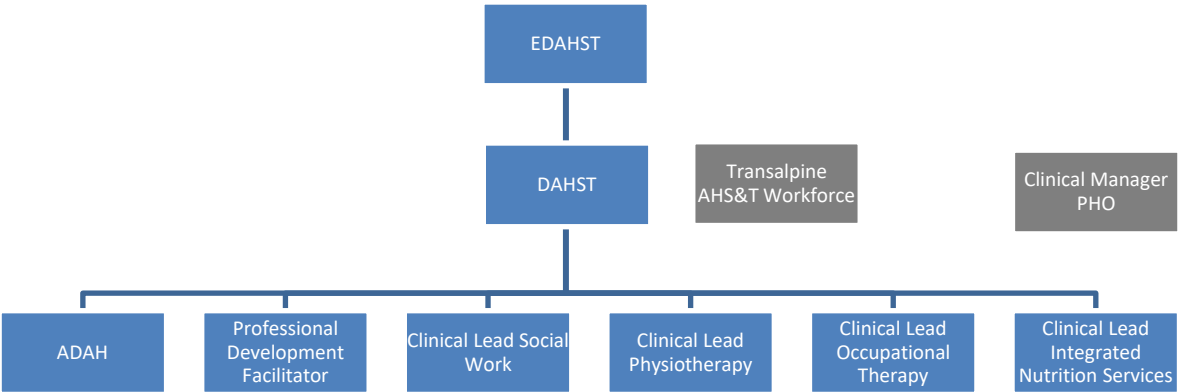 EDAHST
DAHST
Transalpine
AHS&T Workforce
Clinical Manager
PHO
ADAH
Professional
Development
Facilitator
Clinical Lead Social
Work
Clinical Lead
Physiotherapy
Clinical Lead
Occupational
Therapy
Clinical Lead
Integrated
Nutrition Services